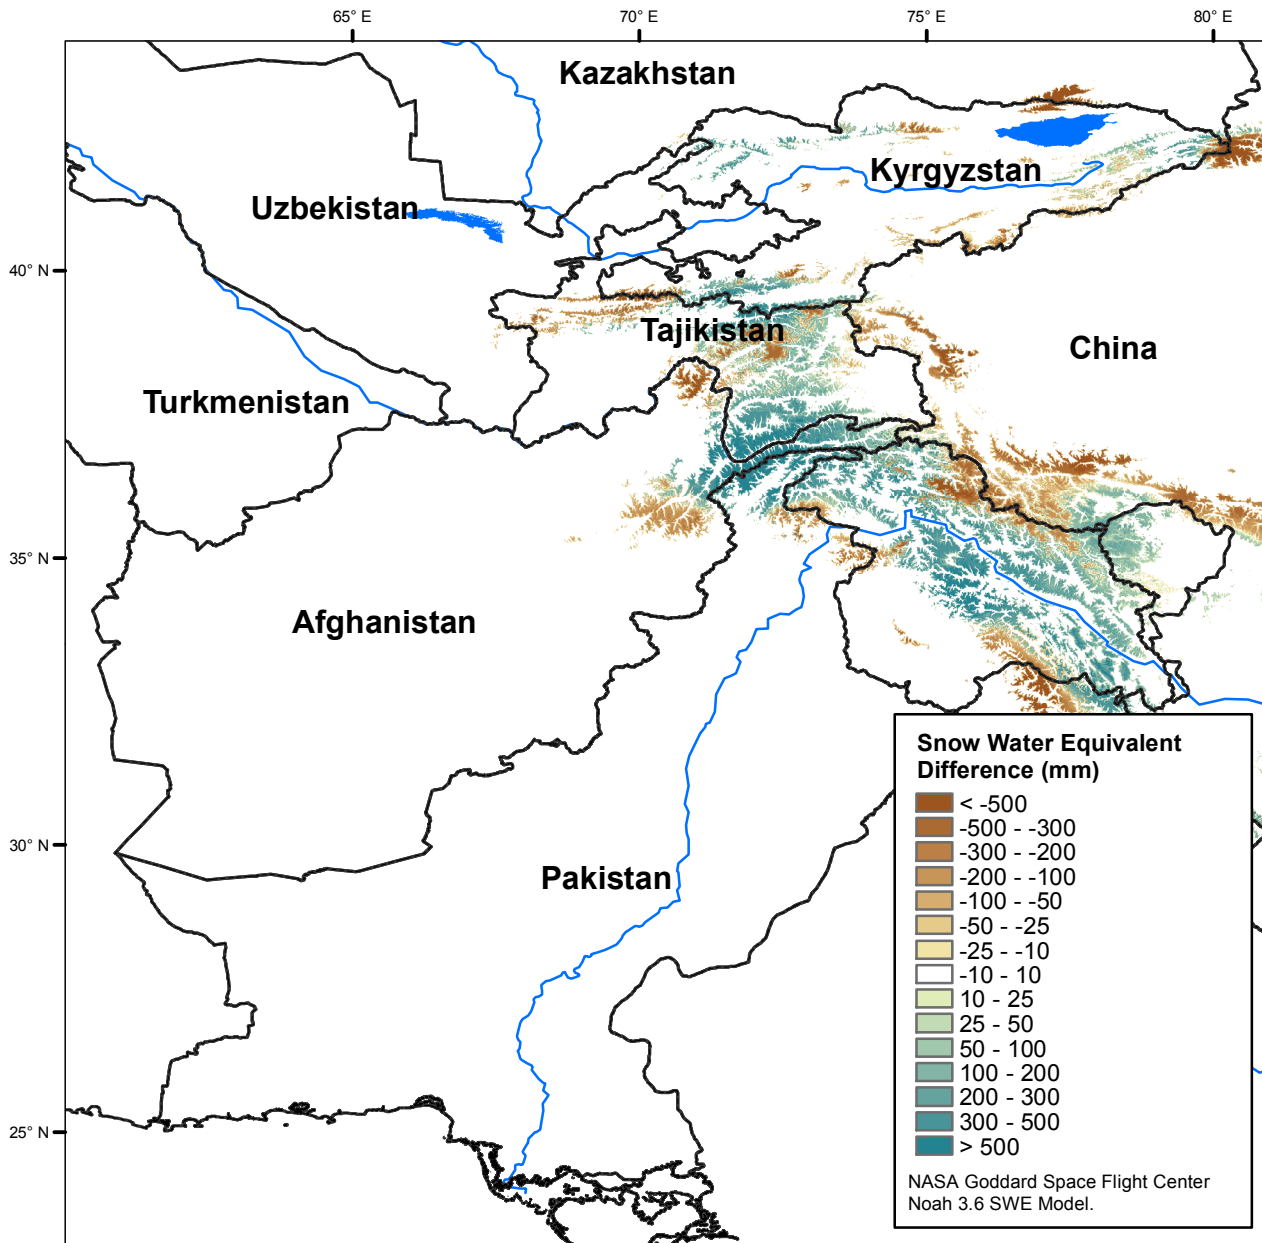 65° E
70° E
75° E
80° E
Kazakhstan
Kyrgyzstan
Uzbekistan
40° N
Tajikistan
China
Turkmenistan
35° N
Afghanistan
30° N
Pakistan
25° N
Snow Water Equivalent
Difference (mm)
< -500
-500 - -300
-300 - -200
-200 - -100
-100 - -50
-50 - -25
-25 - -10
-10 - 10
10 - 25
25 - 50
50 - 100
100 - 200
200 - 300
300 - 500
> 500
NASA Goddard Space Flight Center
Noah 3.6 SWE Model.